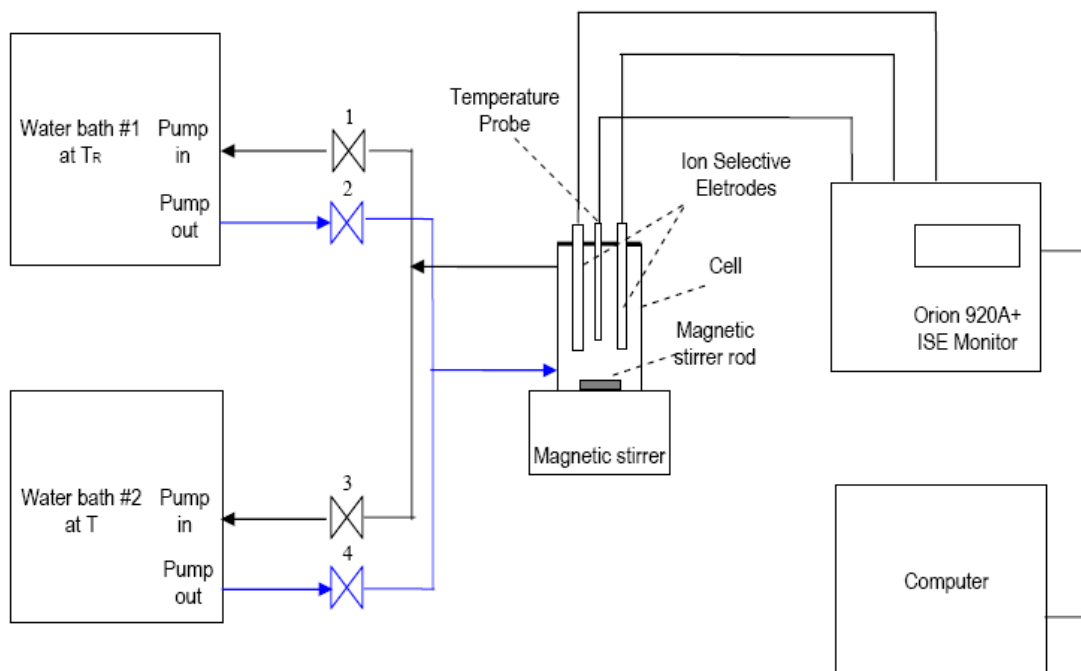 Water bath #1
at TR
Pump
in
Pump
out
1
2
Temperature
Probe
Ion Selective
Eletrodes
Cell
Magnetic
stirrer rod
Magnetic stirrer
Orion 920A+
ISE Monitor
Water bath #2
at T
Pump
in
Pump
out
3
4
Computer